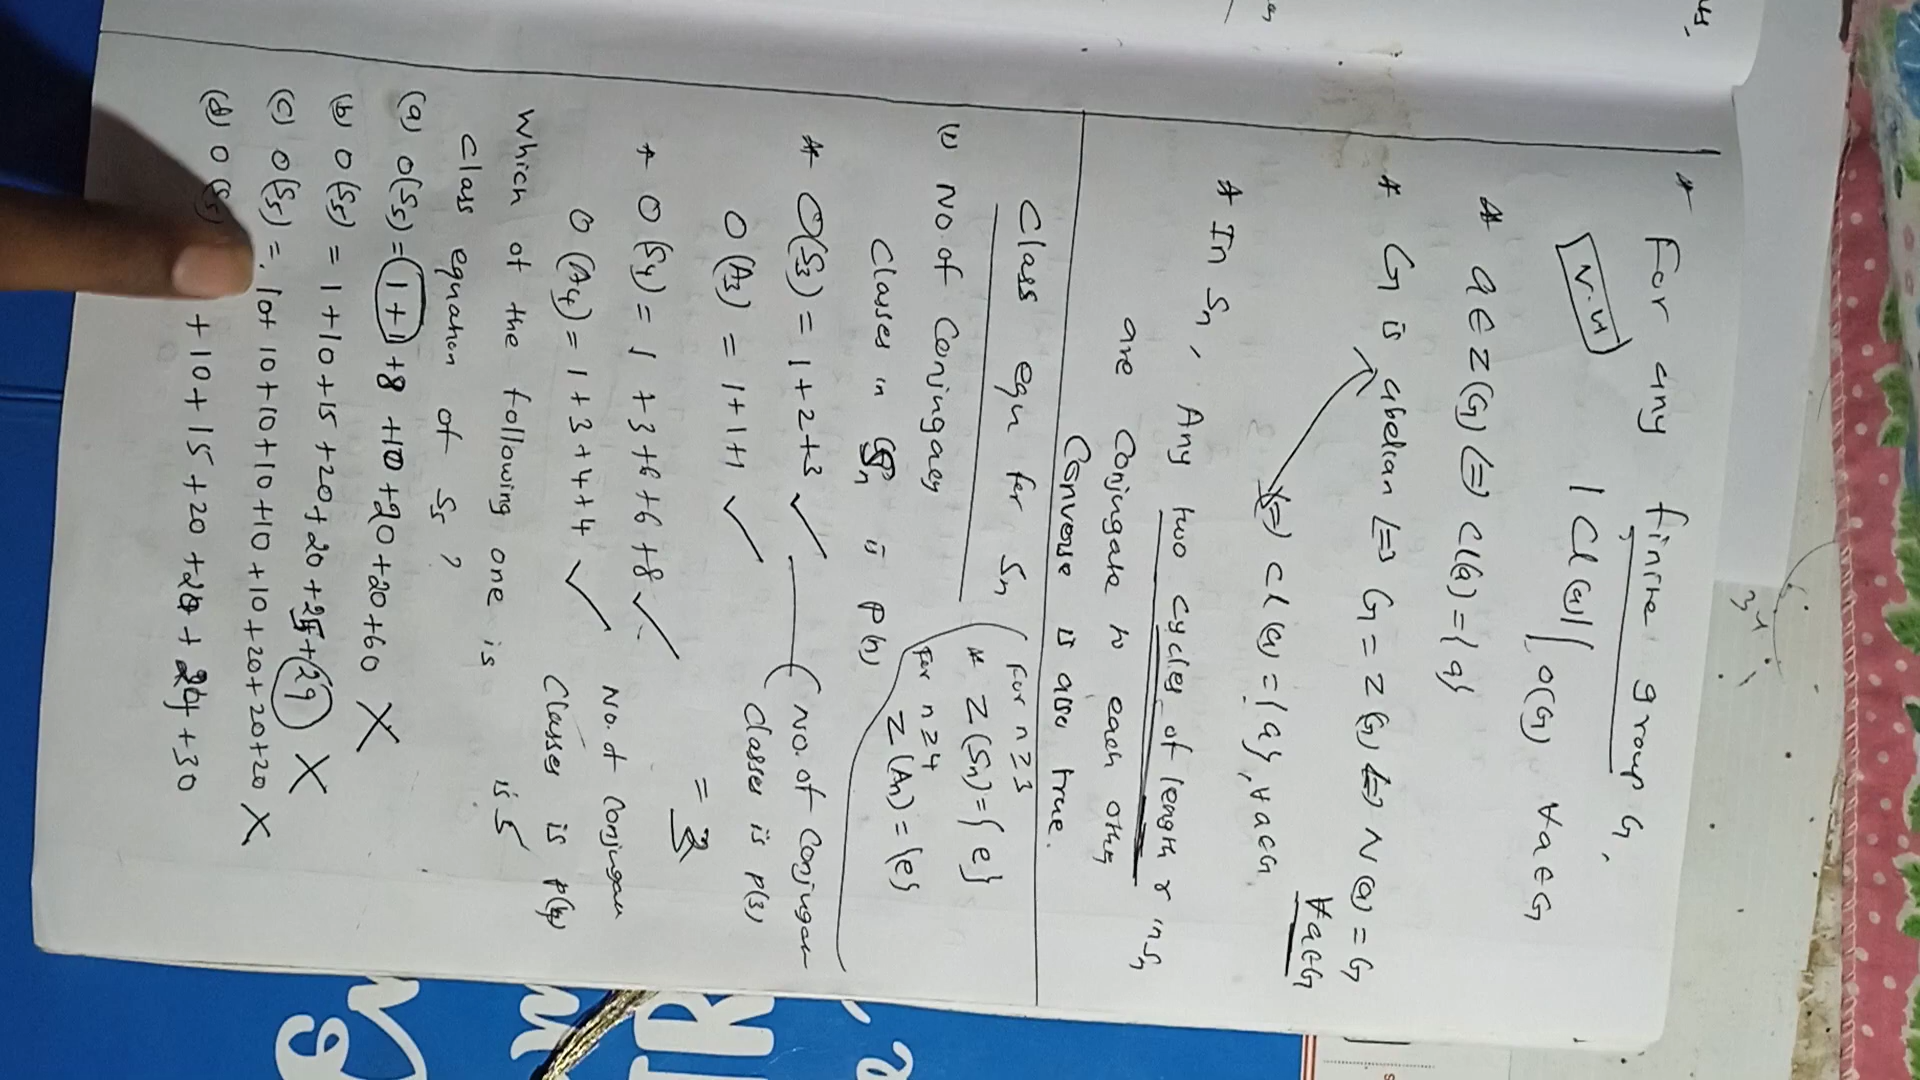 * For any finite group G,
N.H
|Cl(a)| | O(G) ∀a∈G
* a∈Z(G) ⇔ Cl(a)={a}
* G is abelian ⇔ G = Z(G) ⇔ N(a) = G ∀a∈G
⇔ Cl(a)={a}, ∀a∈G
* In Sn, Any two cycles of length r in Sn
are Conjugate to each other
Converse is also true.
Class equn for Sn
(for n≥3
* Z(Sn)={e}
for n≥4
Z(An)={e}
(1) No of Conjugacy
Classes in Sn is P(n)
* O(S3) = 1+2+3 ✓ (No. of Conjugacy
Classes is P(3)
= 3
O(A3) = 1+1+1 ✓
* O(S4) = 1+3+6+6+8 ✓
No. of Conjugacy
Classes is P(4)
is 5
O(A4) = 1+3+4+4 ✓
Which of the following one is
Class equation of S5?
(a) O(S5) = 1+1+8+10+20+20+60 X
(b) O(S5) = 1+10+15+20+20+25+29 X
(c) O(S5) = 10+10+10+10+10+20+20+20 X
(d) O(S5) +10+15+20+20+24+30